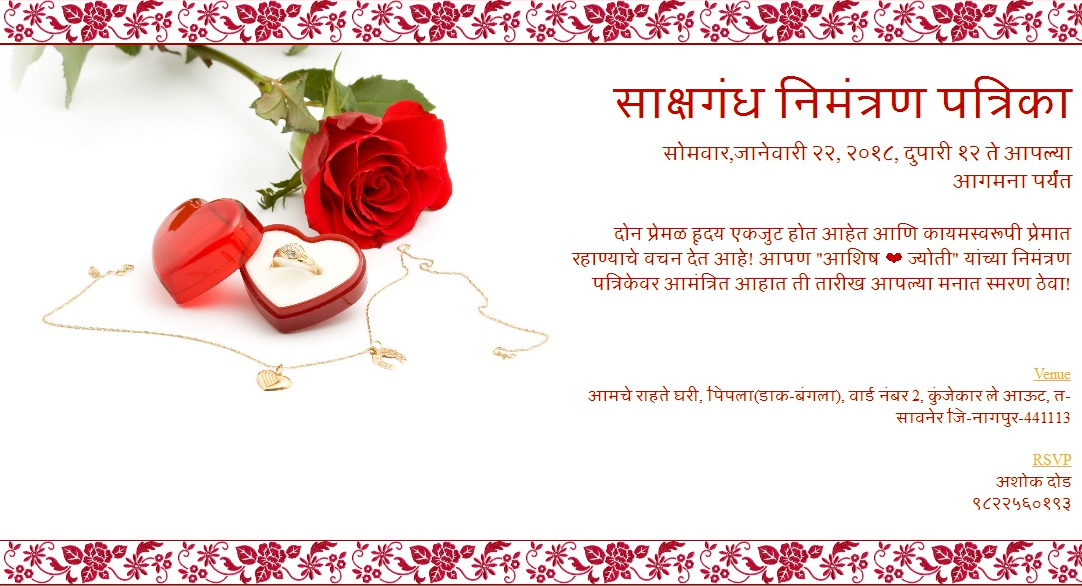 साक्षगंध निमंत्रण पत्रिका
सोमवार,जानेवारी २२, २०१८, दुपारी १२ ते आपल्या
आगमना पर्यंत
दोन प्रेमळ हृदय एकजुट होत आहेत आणि कायमस्वरूपी प्रेमात
रहाण्याचे वचन देत आहे! आपण "आशिष ❤ ज्योती" यांच्या निमंत्रण
पत्रिकेवर आमंत्रित आहात ती तारीख आपल्या मनात स्मरण ठेवा!
Venue
आमचे राहते घरी, पिपला(डाक-बंगला), वार्ड नंबर 2, कुंजेकार ले आऊट, त-
सावनेर जि-नागपुर-441113
RSVP
अशोक दोड
९८२२५६०१९३